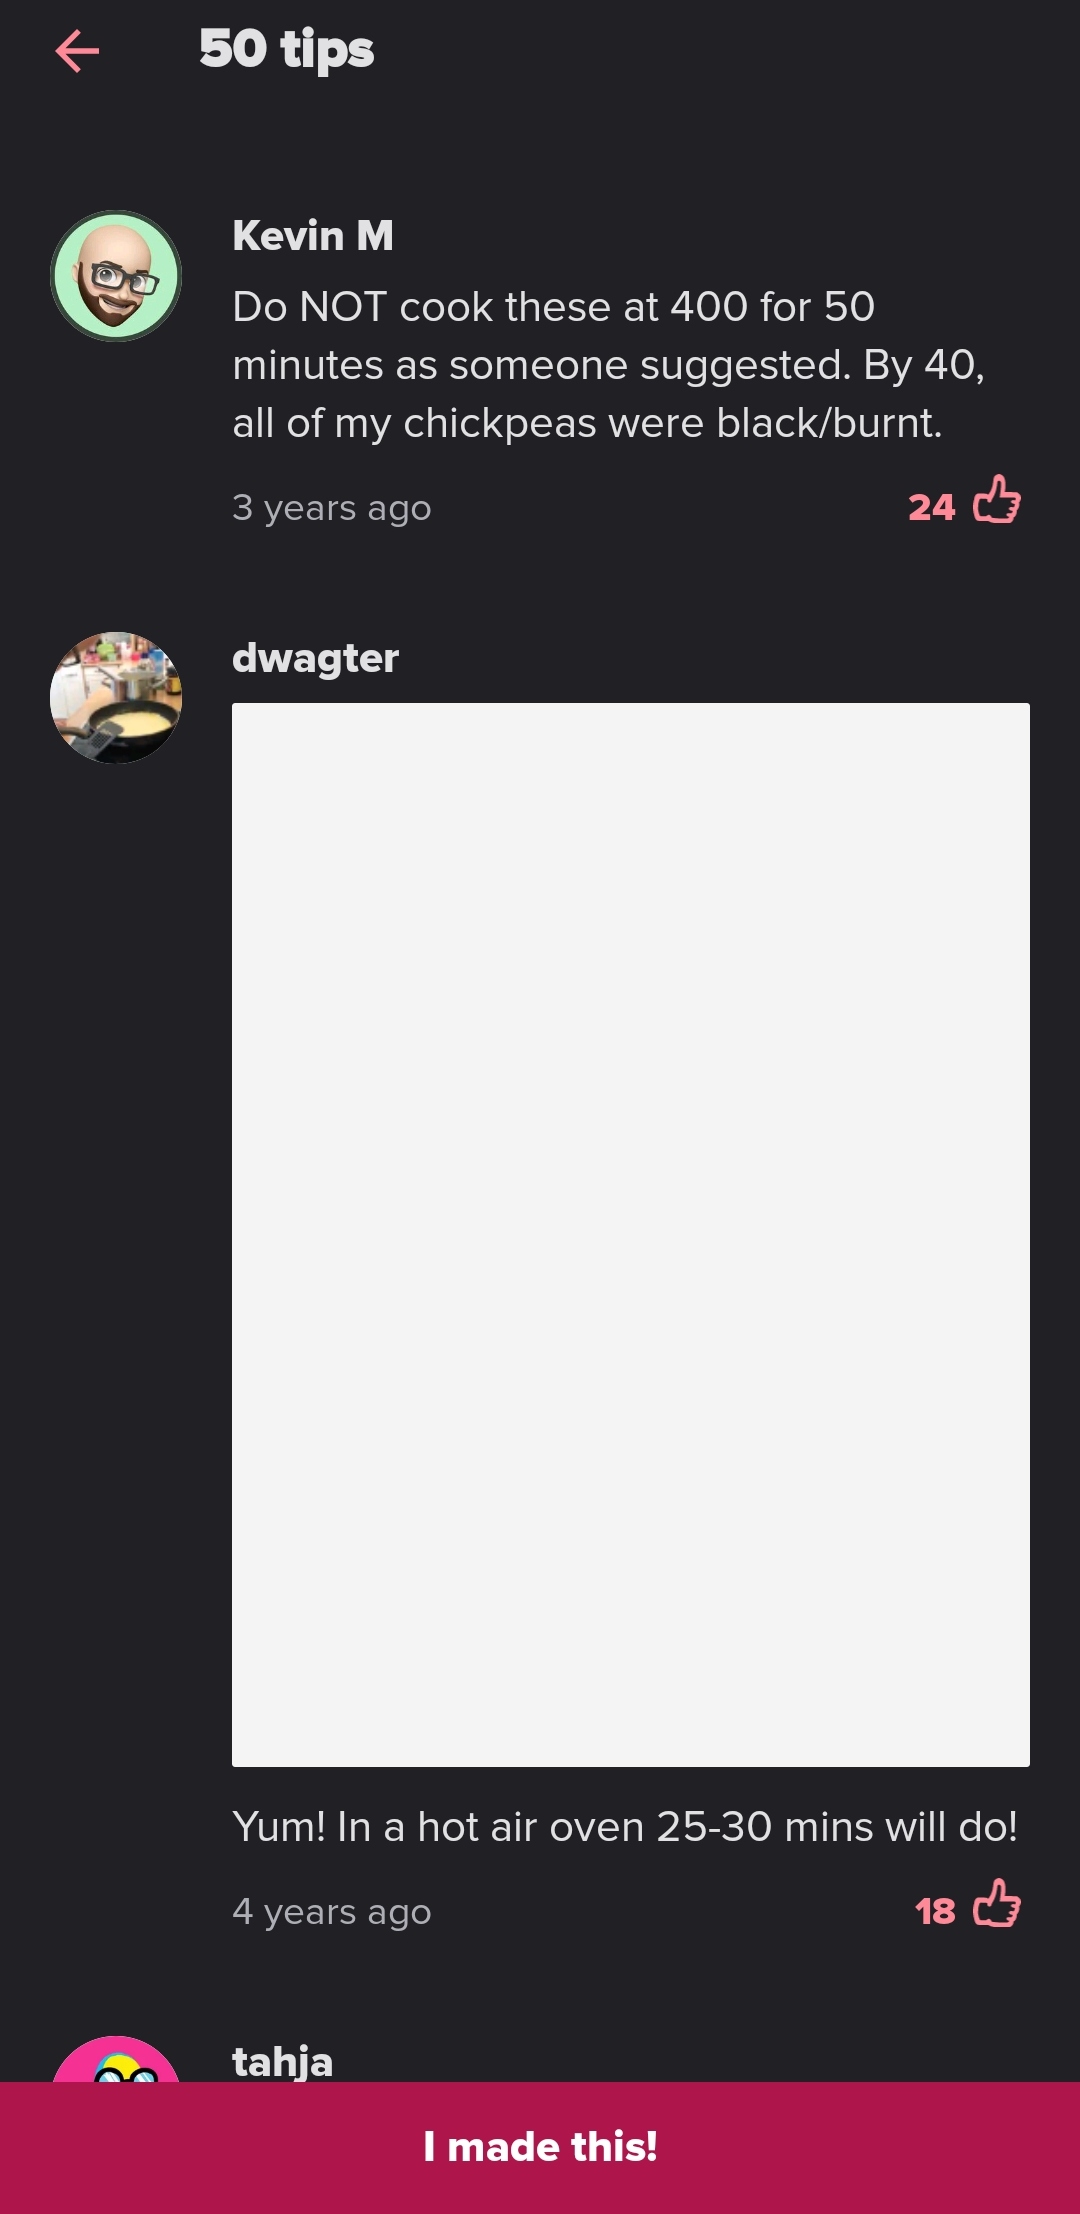 50 tips
Kevin M
Do NOT cook these at 400 for 50
minutes as someone suggested. By 40,
all of my chickpeas were black/burnt.
3 years ago
24
dwagter
Yum! In a hot air oven 25-30 mins will do!
4 years ago
18
tahja
I made this!